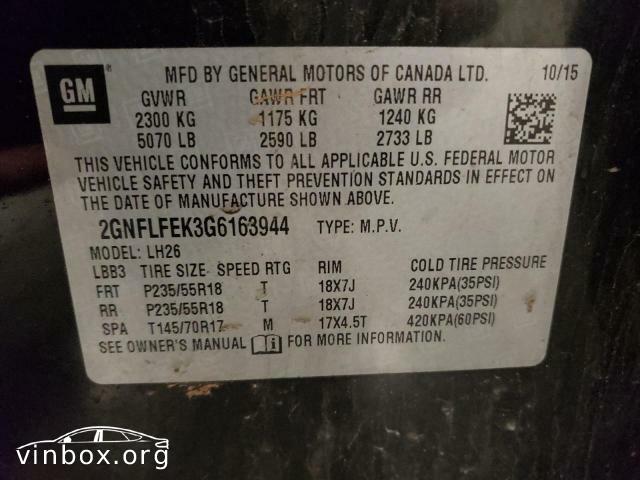 GM ® MFD BY GENERAL MOTORS OF CANADA LTD. 10/15
GVWR GAWR FRT GAWR RR
2300 KG 1175 KG 1240 KG
5070 LB 2590 LB 2733 LB
THIS VEHICLE CONFORMS TO ALL APPLICABLE U.S. FEDERAL MOTOR
VEHICLE SAFETY AND THEFT PREVENTION STANDARDS IN EFFECT ON
THE DATE OF MANUFACTURE SHOWN ABOVE.
2GNFLFEK3G6163944 TYPE: M.P.V.
MODEL: LH26
LBB3 TIRE SIZE SPEED RTG RIM COLD TIRE PRESSURE
FRT P235/55R18 T 18X7J 240KPA(35PSI)
RR P235/55R18 T 18X7J 240KPA(35PSI)
SPA T145/70R17 M 17X4.5T 420KPA(60PSI)
SEE OWNER'S MANUAL FOR MORE INFORMATION.
vinbox.org